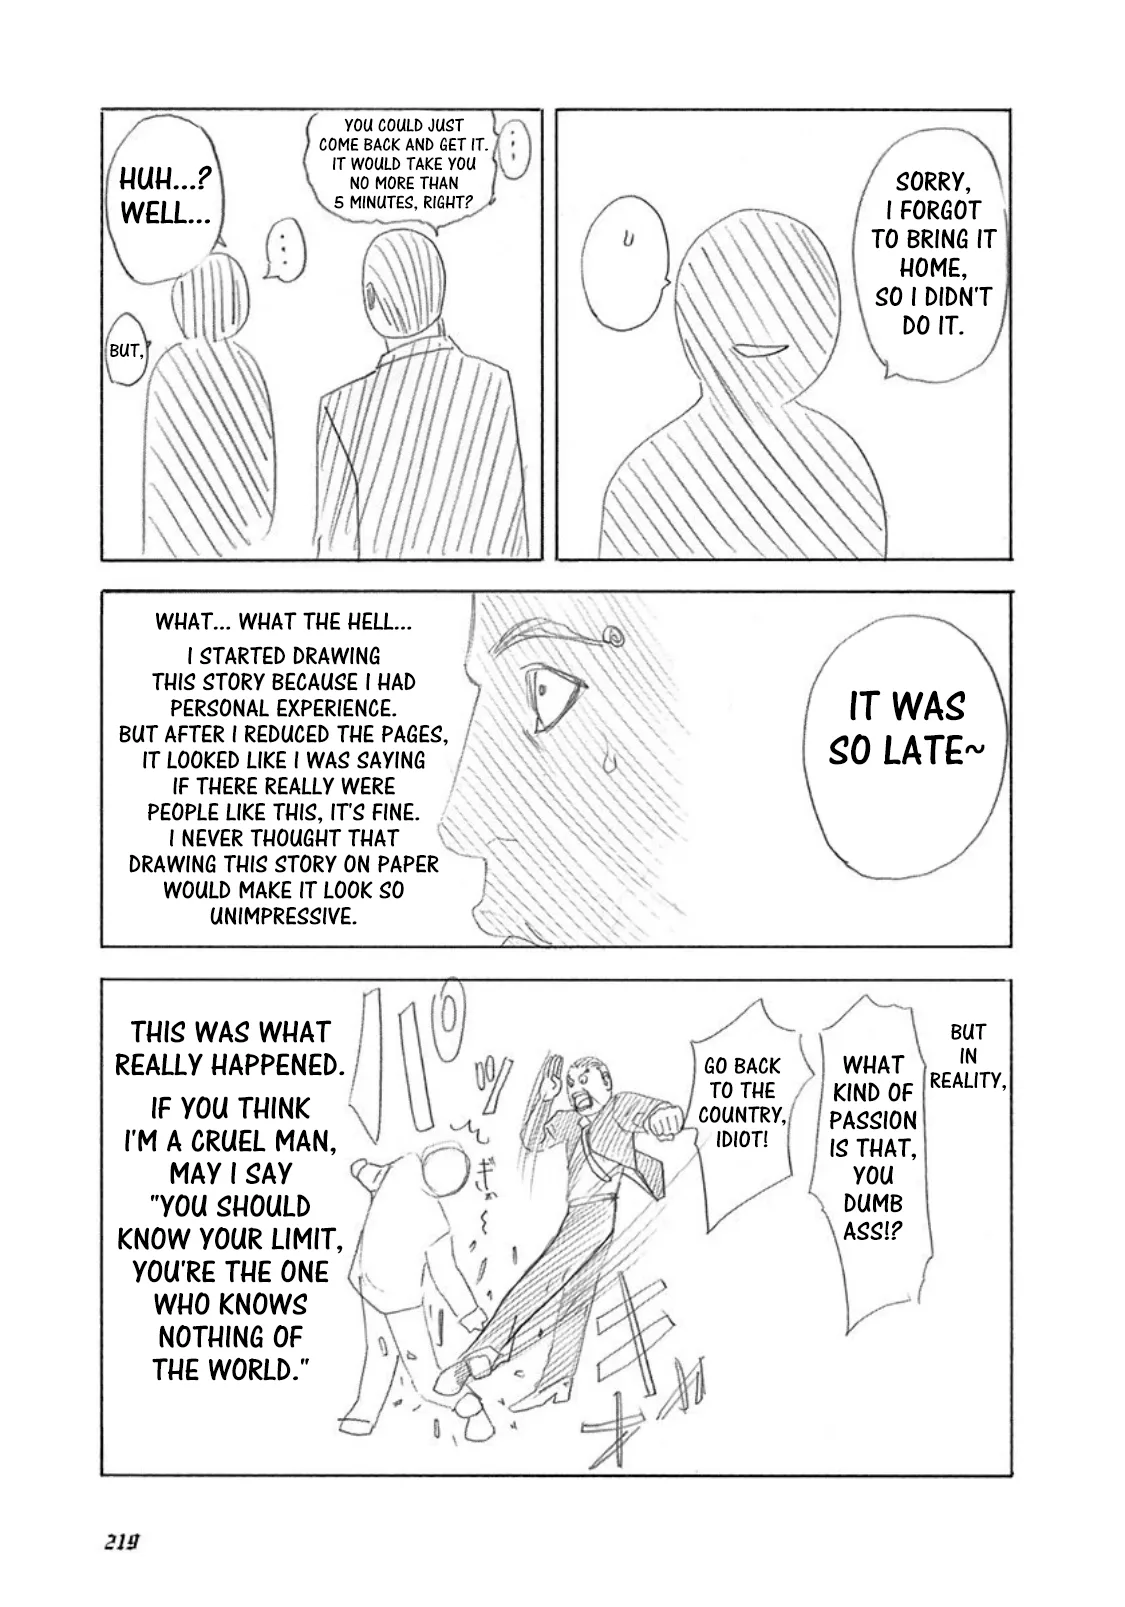 SORRY,
I FORGOT
TO BRING IT
HOME,
SO I DIDN'T
DO IT.
...
YOU COULD JUST
COME BACK AND GET IT.
IT WOULD TAKE YOU
NO MORE THAN
5 MINUTES, RIGHT?
...
HUH...?
WELL...
BUT,
IT WAS
SO LATE~
WHAT... WHAT THE HELL...
I STARTED DRAWING
THIS STORY BECAUSE I HAD
PERSONAL EXPERIENCE.
BUT AFTER I REDUCED THE PAGES,
IT LOOKED LIKE I WAS SAYING
IF THERE REALLY WERE
PEOPLE LIKE THIS, IT'S FINE.
I NEVER THOUGHT THAT
DRAWING THIS STORY ON PAPER
WOULD MAKE IT LOOK SO
UNIMPRESSIVE.
BUT
IN
REALITY,
WHAT
KIND OF
PASSION
IS THAT,
YOU
DUMB
ASS!?
GO BACK
TO THE
COUNTRY,
IDIOT!
パパッ
THIS WAS WHAT
REALLY HAPPENED.
IF YOU THINK
I'M A CRUEL MAN,
MAY I SAY
"YOU SHOULD
KNOW YOUR LIMIT,
YOU'RE THE ONE
WHO KNOWS
NOTHING OF
THE WORLD."
219